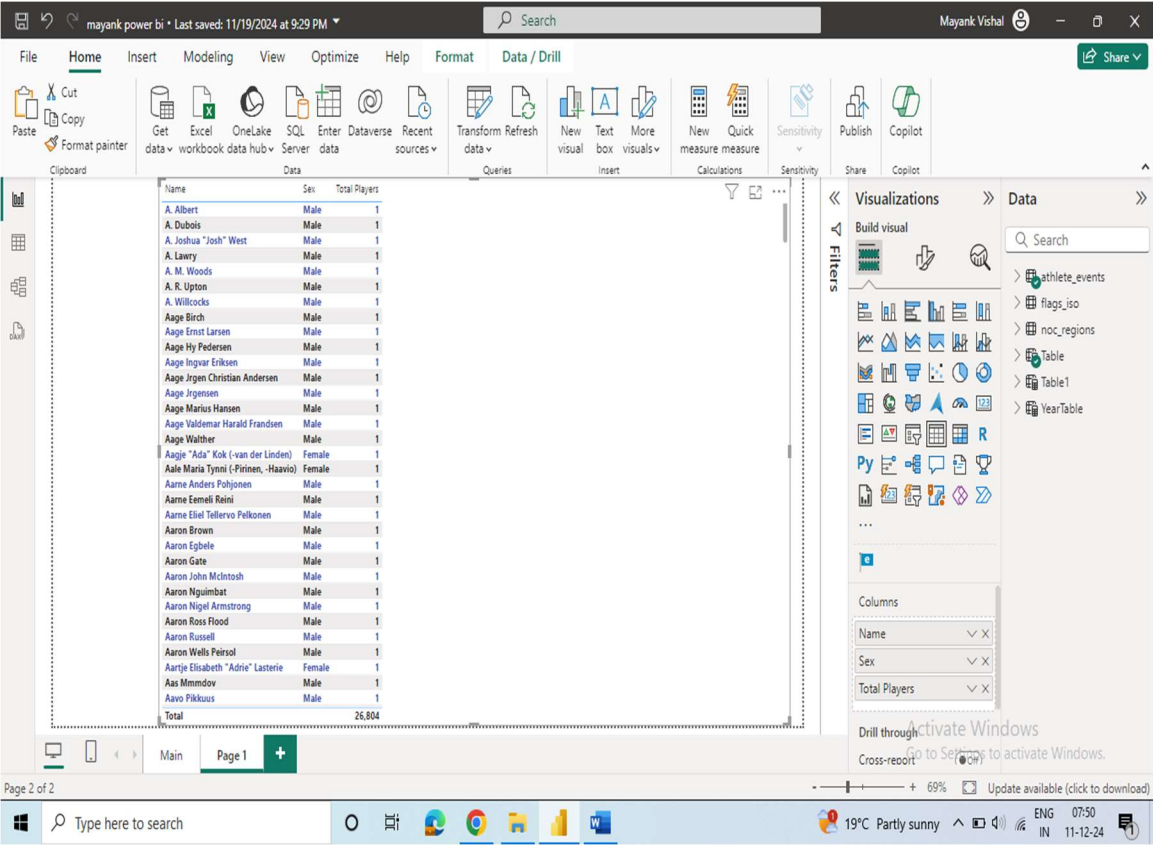 mayank power bi • Last saved: 11/19/2024 at 9:29 PM
Search
Mayank Vishal
File Home Insert Modeling View Optimize Help Format Data / Drill
Share
Paste
Cut
Copy
Format painter
Get data
Excel workbook
OneLake data hub
SQL Server
Enter data
Dataverse
Recent sources
Transform data
Refresh
New visual
Text box
More visuals
New measure
Quick measure
Sensitivity
Publish
Copilot
Clipboard Data Queries Insert Calculations Sensitivity Share Copilot
Name Sex Total Players
A. Albert Male 1
A. Dubois Male 1
A. Joshua "Josh" West Male 1
A. Lawry Male 1
A. M. Woods Male 1
A. R. Upton Male 1
A. Willcocks Male 1
Aage Birch Male 1
Aage Ernst Larsen Male 1
Aage Hy Pedersen Male 1
Aage Ingvar Eriksen Male 1
Aage Jrgen Christian Andersen Male 1
Aage Jrgensen Male 1
Aage Marius Hansen Male 1
Aage Valdemar Harald Frandsen Male 1
Aage Walther Male 1
Aagje "Ada" Kok (-van der Linden) Female 1
Aale Maria Tynni (-Pirinen, -Haavio) Female 1
Aarne Anders Pohjonen Male 1
Aarne Eemeli Reini Male 1
Aarne Eliel Tellervo Pelkonen Male 1
Aaron Brown Male 1
Aaron Egbele Male 1
Aaron Gate Male 1
Aaron John McIntosh Male 1
Aaron Nguimbat Male 1
Aaron Nigel Armstrong Male 1
Aaron Ross Flood Male 1
Aaron Russell Male 1
Aaron Wells Peirsol Male 1
Aartje Elisabeth "Adrie" Lasterie Female 1
Aas Mmmdov Male 1
Aavo Pikkuus Male 1
Total 26,804
Filters
Visualizations
Build visual
123
R
Py
123
Columns
Name
Sex
Total Players
Drill through
Cross-report
Off
Data
Search
athlete_events
flags_iso
noc_regions
Table
Table1
YearTable
Activate Windows
Go to Settings to activate Windows.
Main Page 1 +
Page 2 of 2
- + 69%
Update available (click to download)
Type here to search
19°C Partly sunny
ENG
IN
07:50
11-12-24
1